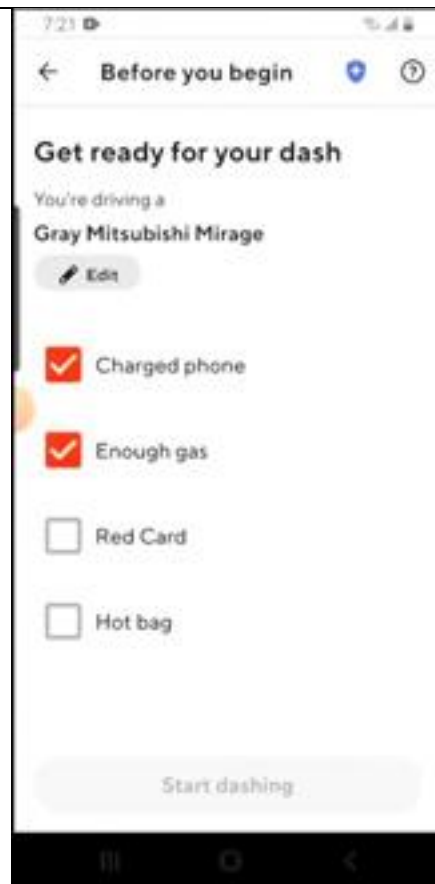 7:21
Before you begin
Get ready for your dash
You're driving a
Gray Mitsubishi Mirage
Edit
Charged phone
Enough gas
Red Card
Hot bag
Start dashing